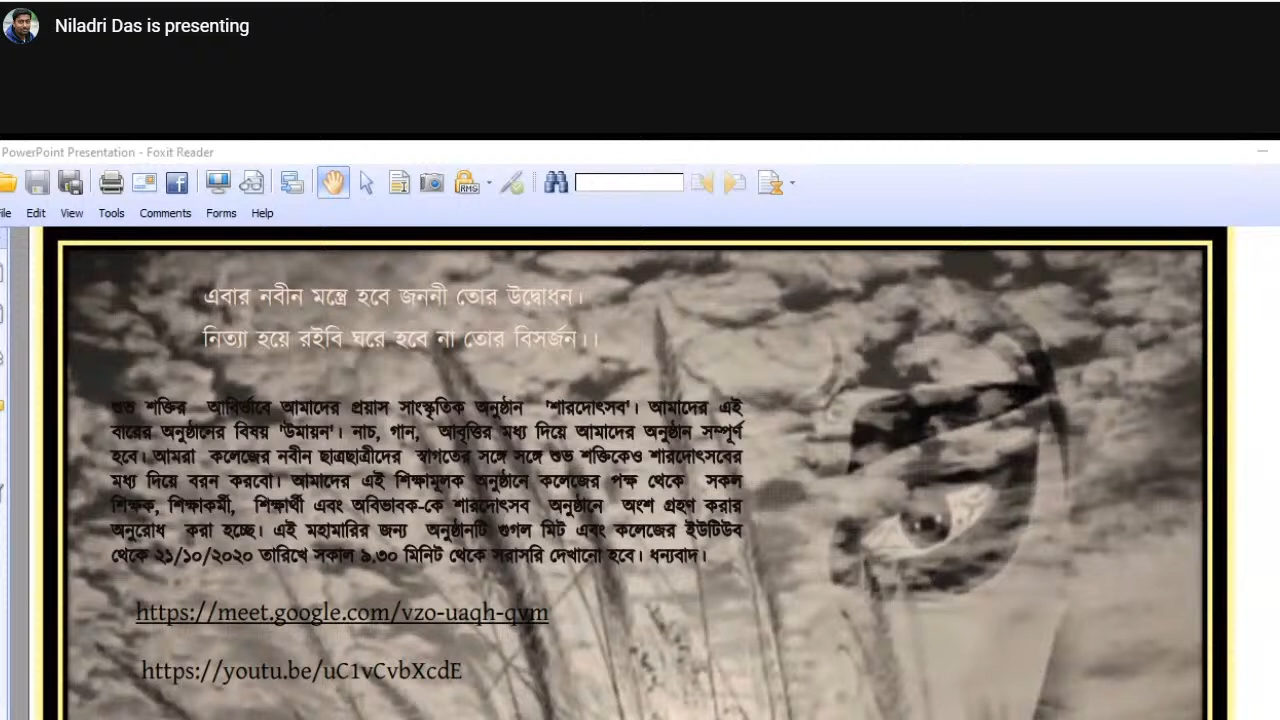 Niladri Das is presenting
PowerPoint Presentation - Foxit Reader
RMS
ile Edit View Tools Comments Forms Help
এবার নবীন মন্ত্রে হবে জননী তোর উদ্বোধন।
নিত্যা হয়ে রইবি ঘরে হবে না তোর বিসর্জন।।
শুভ শক্তির আবির্ভাবে আমাদের প্রয়াস সাংস্কৃতিক অনুষ্ঠান 'শারদোৎসব'। আমাদের এই
বারের অনুষ্ঠানের বিষয় 'উমায়ন'। নাচ, গান, আবৃত্তির মধ্য দিয়ে আমাদের অনুষ্ঠান সম্পূর্ণ
হবে। আমরা কলেজের নবীন ছাত্রছাত্রীদের স্বাগতের সঙ্গে সঙ্গে শুভ শক্তিকেও শারদোৎসবের
মধ্য দিয়ে বরন করবো। আমাদের এই শিক্ষামূলক অনুষ্ঠানে কলেজের পক্ষ থেকে সকল
শিক্ষক, শিক্ষাকর্মী, শিক্ষার্থী এবং অবিভাবক-কে শারদোৎসব অনুষ্ঠানে অংশ গ্রহণ করার
অনুরোধ করা হচ্ছে। এই মহামারির জন্য অনুষ্ঠানটি গুগল মিট এবং কলেজের ইউটিউব
থেকে ২১/১০/২০২০ তারিখে সকাল ৯.৩০ মিনিট থেকে সরাসরি দেখানো হবে। ধন্যবাদ।
https://meet.google.com/vzo-uaqh-qvm
https://youtu.be/uC1vCvbXcdE